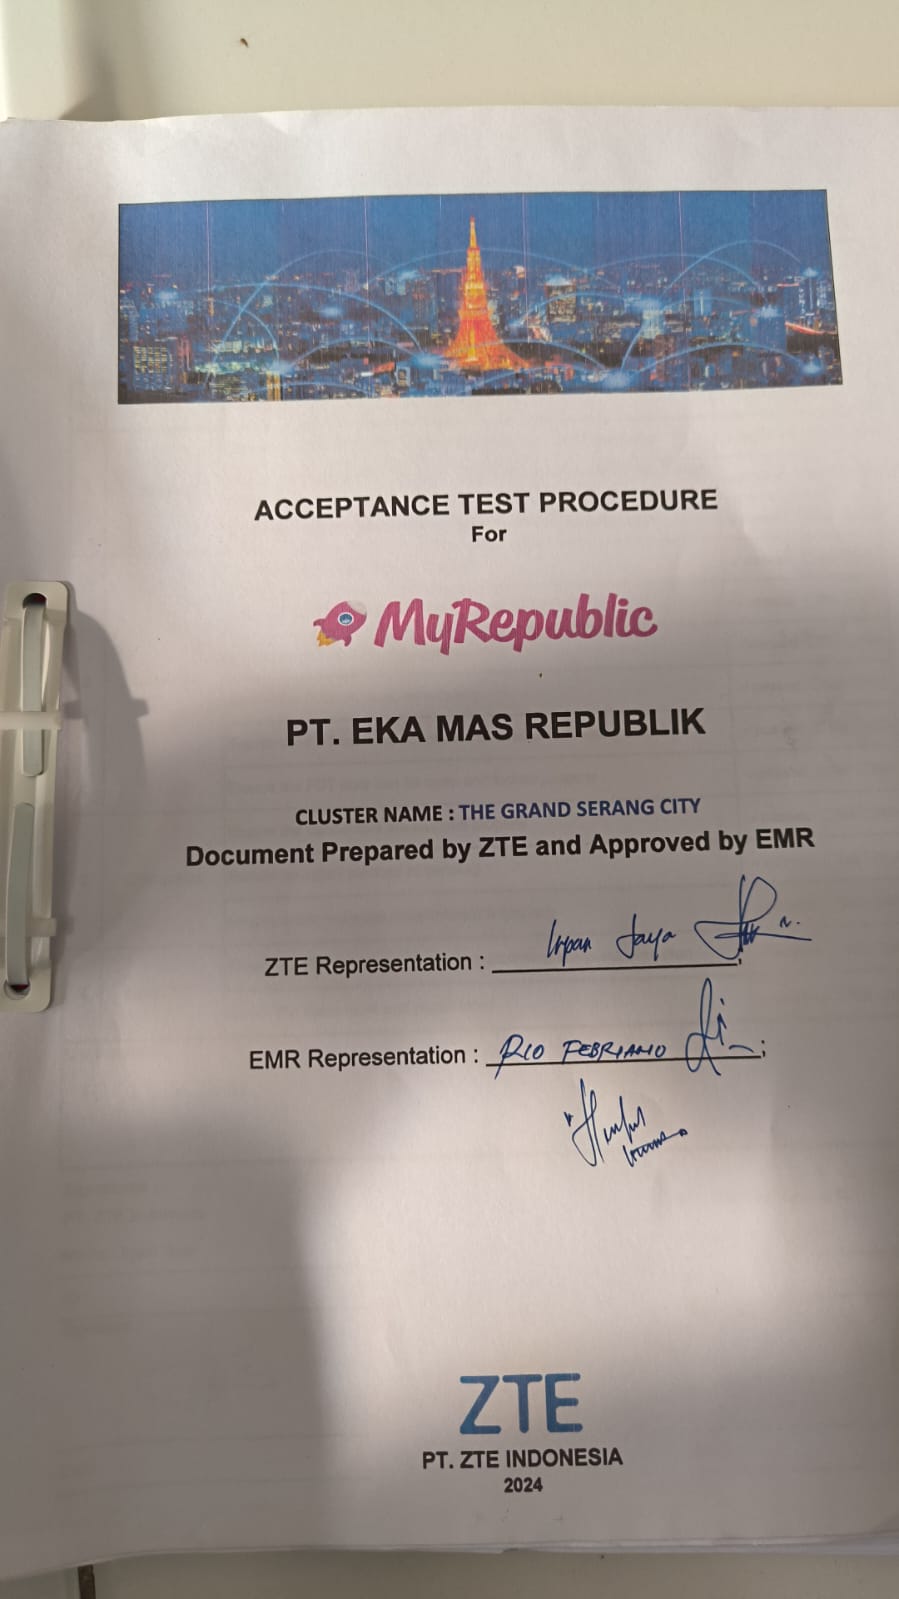 ACCEPTANCE TEST PROCEDURE
For
MyRepublic
PT. EKA MAS REPUBLIK
CLUSTER NAME : THE GRAND SERANG CITY
Document Prepared by ZTE and Approved by EMR
ZTE Representation : Irpan Jaya
EMR Representation : RIO FEBRIANO
ZTE
PT. ZTE INDONESIA
2024